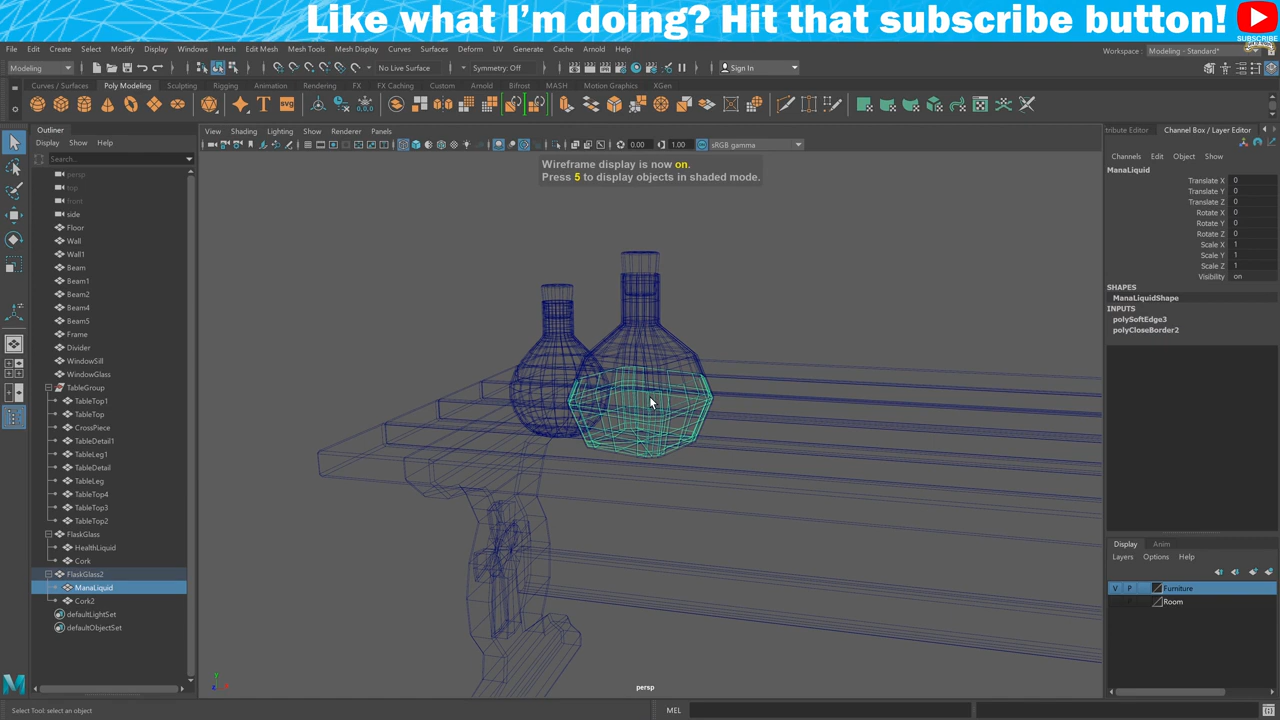 Like what I'm doing? Hit that subscribe button!
SUBSCRIBE
File Edit Create Select Modify Display Windows Mesh Edit Mesh Mesh Tools Mesh Display Curves Surfaces Deform UV Generate Cache Arnold Help
Workspace: Modeling - Standard*
Modeling
No Live Surface
Symmetry: Off
Sign In
Curves / Surfaces Poly Modeling Sculpting Rigging Animation Rendering FX FX Caching Custom Arnold Bifrost MASH Motion Graphics XGen
Outliner
Display Show Help
Search...
persp
top
front
side
Floor
Wall
Wall1
Beam
Beam1
Beam2
Beam4
Beam5
Frame
Divider
WindowSill
WindowGlass
TableGroup
TableTop1
TableTop
CrossPiece
TableDetail1
TableLeg1
TableDetail
TableLeg
TableTop4
TableTop3
TableTop2
FlaskGlass
HealthLiquid
Cork
FlaskGlass2
ManaLiquid
Cork2
defaultLightSet
defaultObjectSet
View Shading Lighting Show Renderer Panels
0.00 1.00 sRGB gamma
Wireframe display is now on.
Press 5 to display objects in shaded mode.
persp
tribute Editor Channel Box / Layer Editor
Channels Edit Object Show
ManaLiquid
Translate X 0
Translate Y 0
Translate Z 0
Rotate X 0
Rotate Y 0
Rotate Z 0
Scale X 1
Scale Y 1
Scale Z 1
Visibility on
SHAPES
ManaLiquidShape
INPUTS
polySoftEdge3
polyCloseBorder2
Display Anim
Layers Options Help
V P Furniture
Room
Select Tool: select an object
MEL